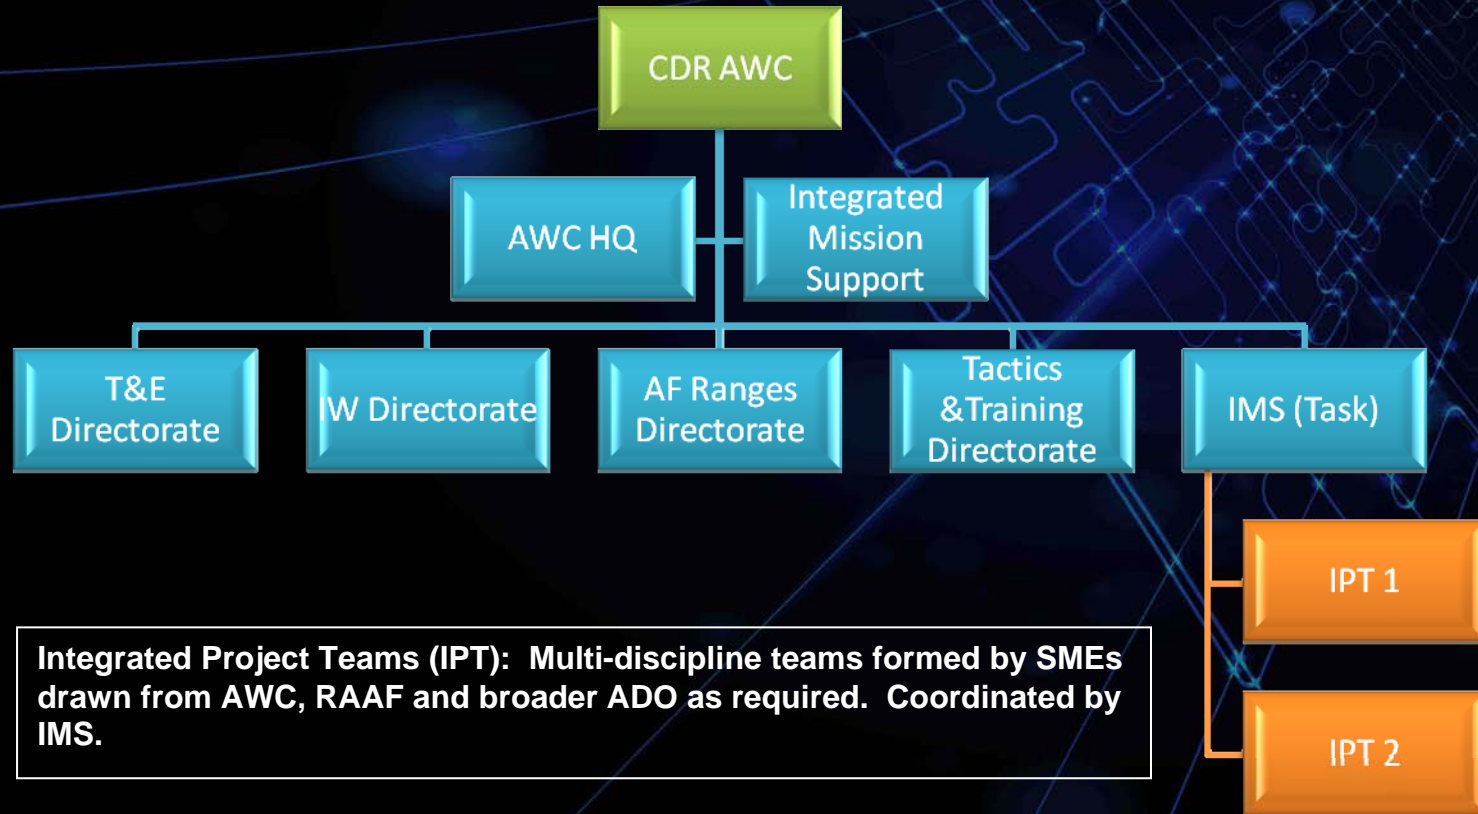 CDR AWC
AWC HQ
Integrated
Mission
Support
T&E
Directorate
IW Directorate
AF Ranges
Directorate
Tactics
&Training
Directorate
IMS (Task)
IPT 1
IPT 2
Integrated Project Teams (IPT): Multi-discipline teams formed by SMEs
drawn from AWC, RAAF and broader ADO as required. Coordinated by
IMS.